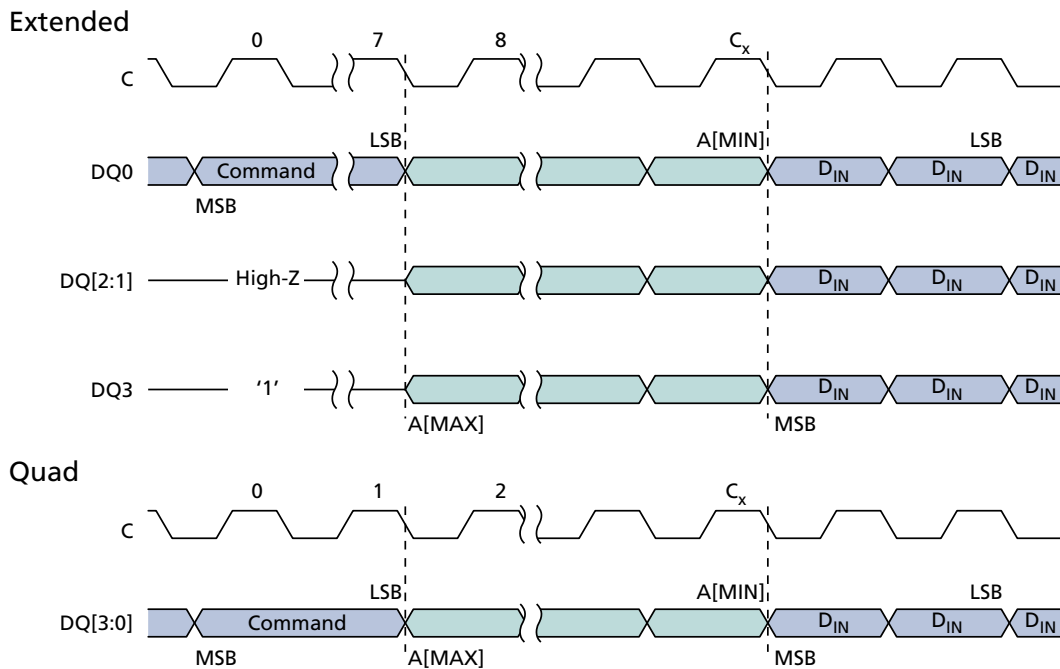 Extended
0 7 8 Cx
C
LSB A[MIN] LSB
DQ0 Command DIN DIN DIN
MSB
DQ[2:1] High-Z DIN DIN DIN
DQ3 '1' DIN DIN DIN
A[MAX] MSB
Quad
0 1 2 Cx
C
LSB A[MIN] LSB
DQ[3:0] Command DIN DIN DIN
MSB A[MAX] MSB